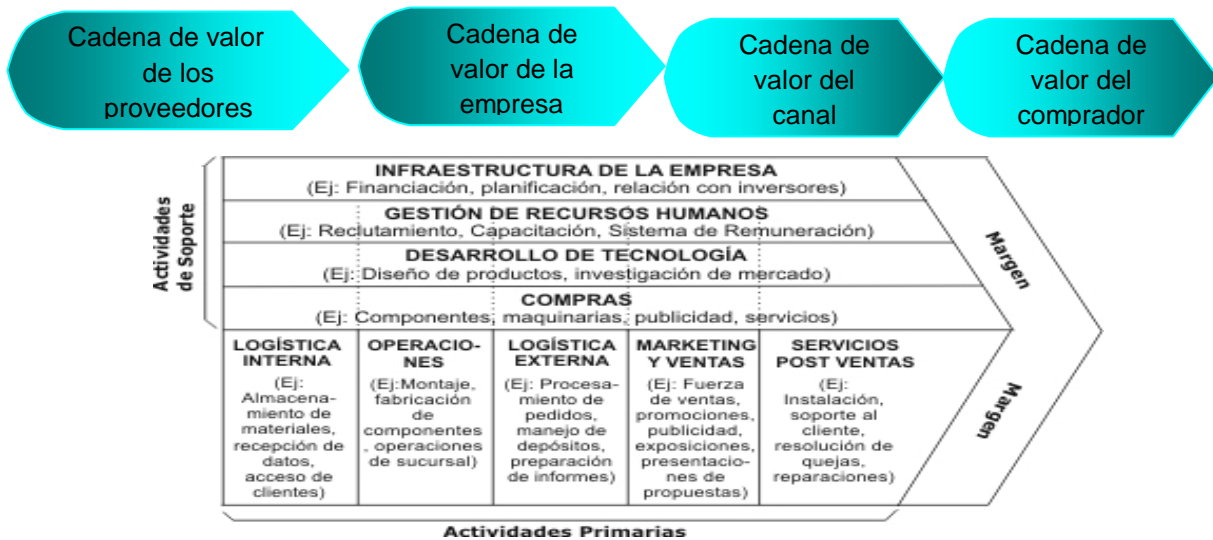 Cadena de valor
de los
proveedores
Cadena de
valor de la
empresa
Cadena de
valor del
canal
Cadena de
valor del
comprador
Actividades
de Soporte
INFRAESTRUCTURA DE LA EMPRESA
(Ej: Financiación, planificación, relación con inversores)
GESTIÓN DE RECURSOS HUMANOS
(Ej: Reclutamiento, Capacitación, Sistema de Remuneración)
DESARROLLO DE TECNOLOGÍA
(Ej: Diseño de productos, investigación de mercado)
COMPRAS
(Ej: Componentes, maquinarias, publicidad, servicios)
LOGÍSTICA
INTERNA
(Ej:
Almacena-
miento de
materiales,
recepción de
datos,
acceso de
clientes)
OPERACIO-
NES
(Ej:Montaje,
fabricación
de
componentes
, operaciones
de sucursal)
LOGÍSTICA
EXTERNA
(Ej: Procesa-
miento de
pedidos,
manejo de
depósitos,
preparación
de informes)
MARKETING
Y VENTAS
(Ej: Fuerza
de ventas,
promociones,
publicidad,
exposiciones,
presentacio-
nes de
propuestas)
SERVICIOS
POST VENTAS
(Ej:
Instalación,
soporte al
cliente,
resolución de
quejas,
reparaciones)
Margen
Margen
Actividades Primarias